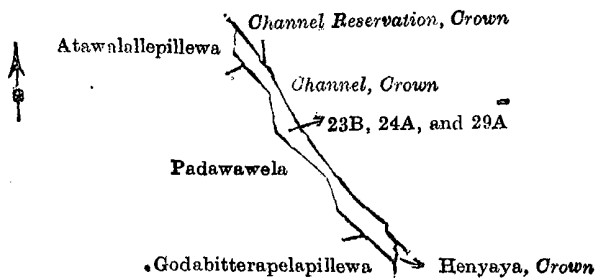 Channel Reservation, Crown
Atawalallepillewa
Channel, Crown
23B, 24A, and 29A
Padawawela
Godabitterapelapillewa
Henyaya, Crown